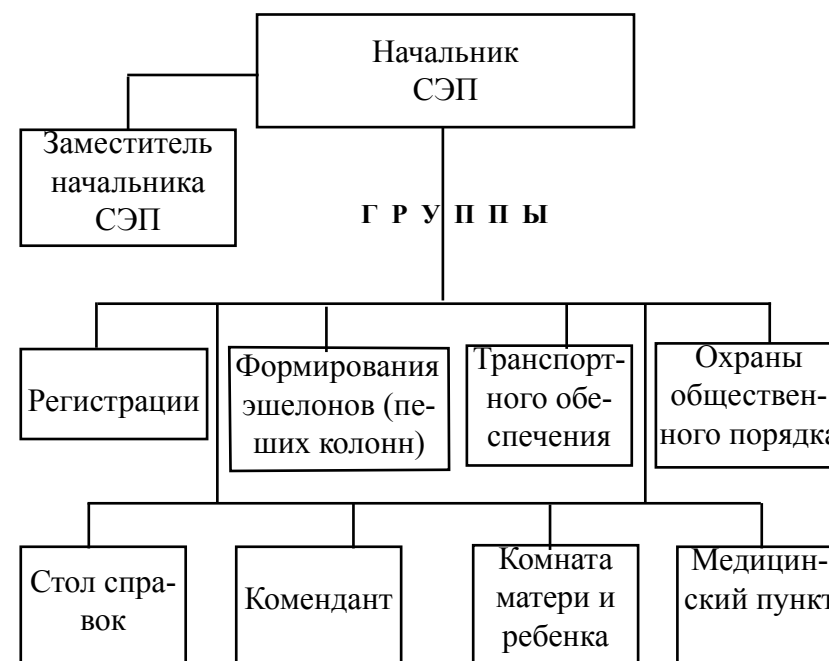 Начальник
СЭП
Заместитель
начальника
СЭП
Г Р У П П Ы
Регистрации
Формирования
эшелонов (пе-
ших колонн)
Транспорт-
ного обе-
спечения
Охраны
обществен-
ного порядка
Стол спра-
вок
Комендант
Комната
матери и
ребенка
Медицин-
ский пункт